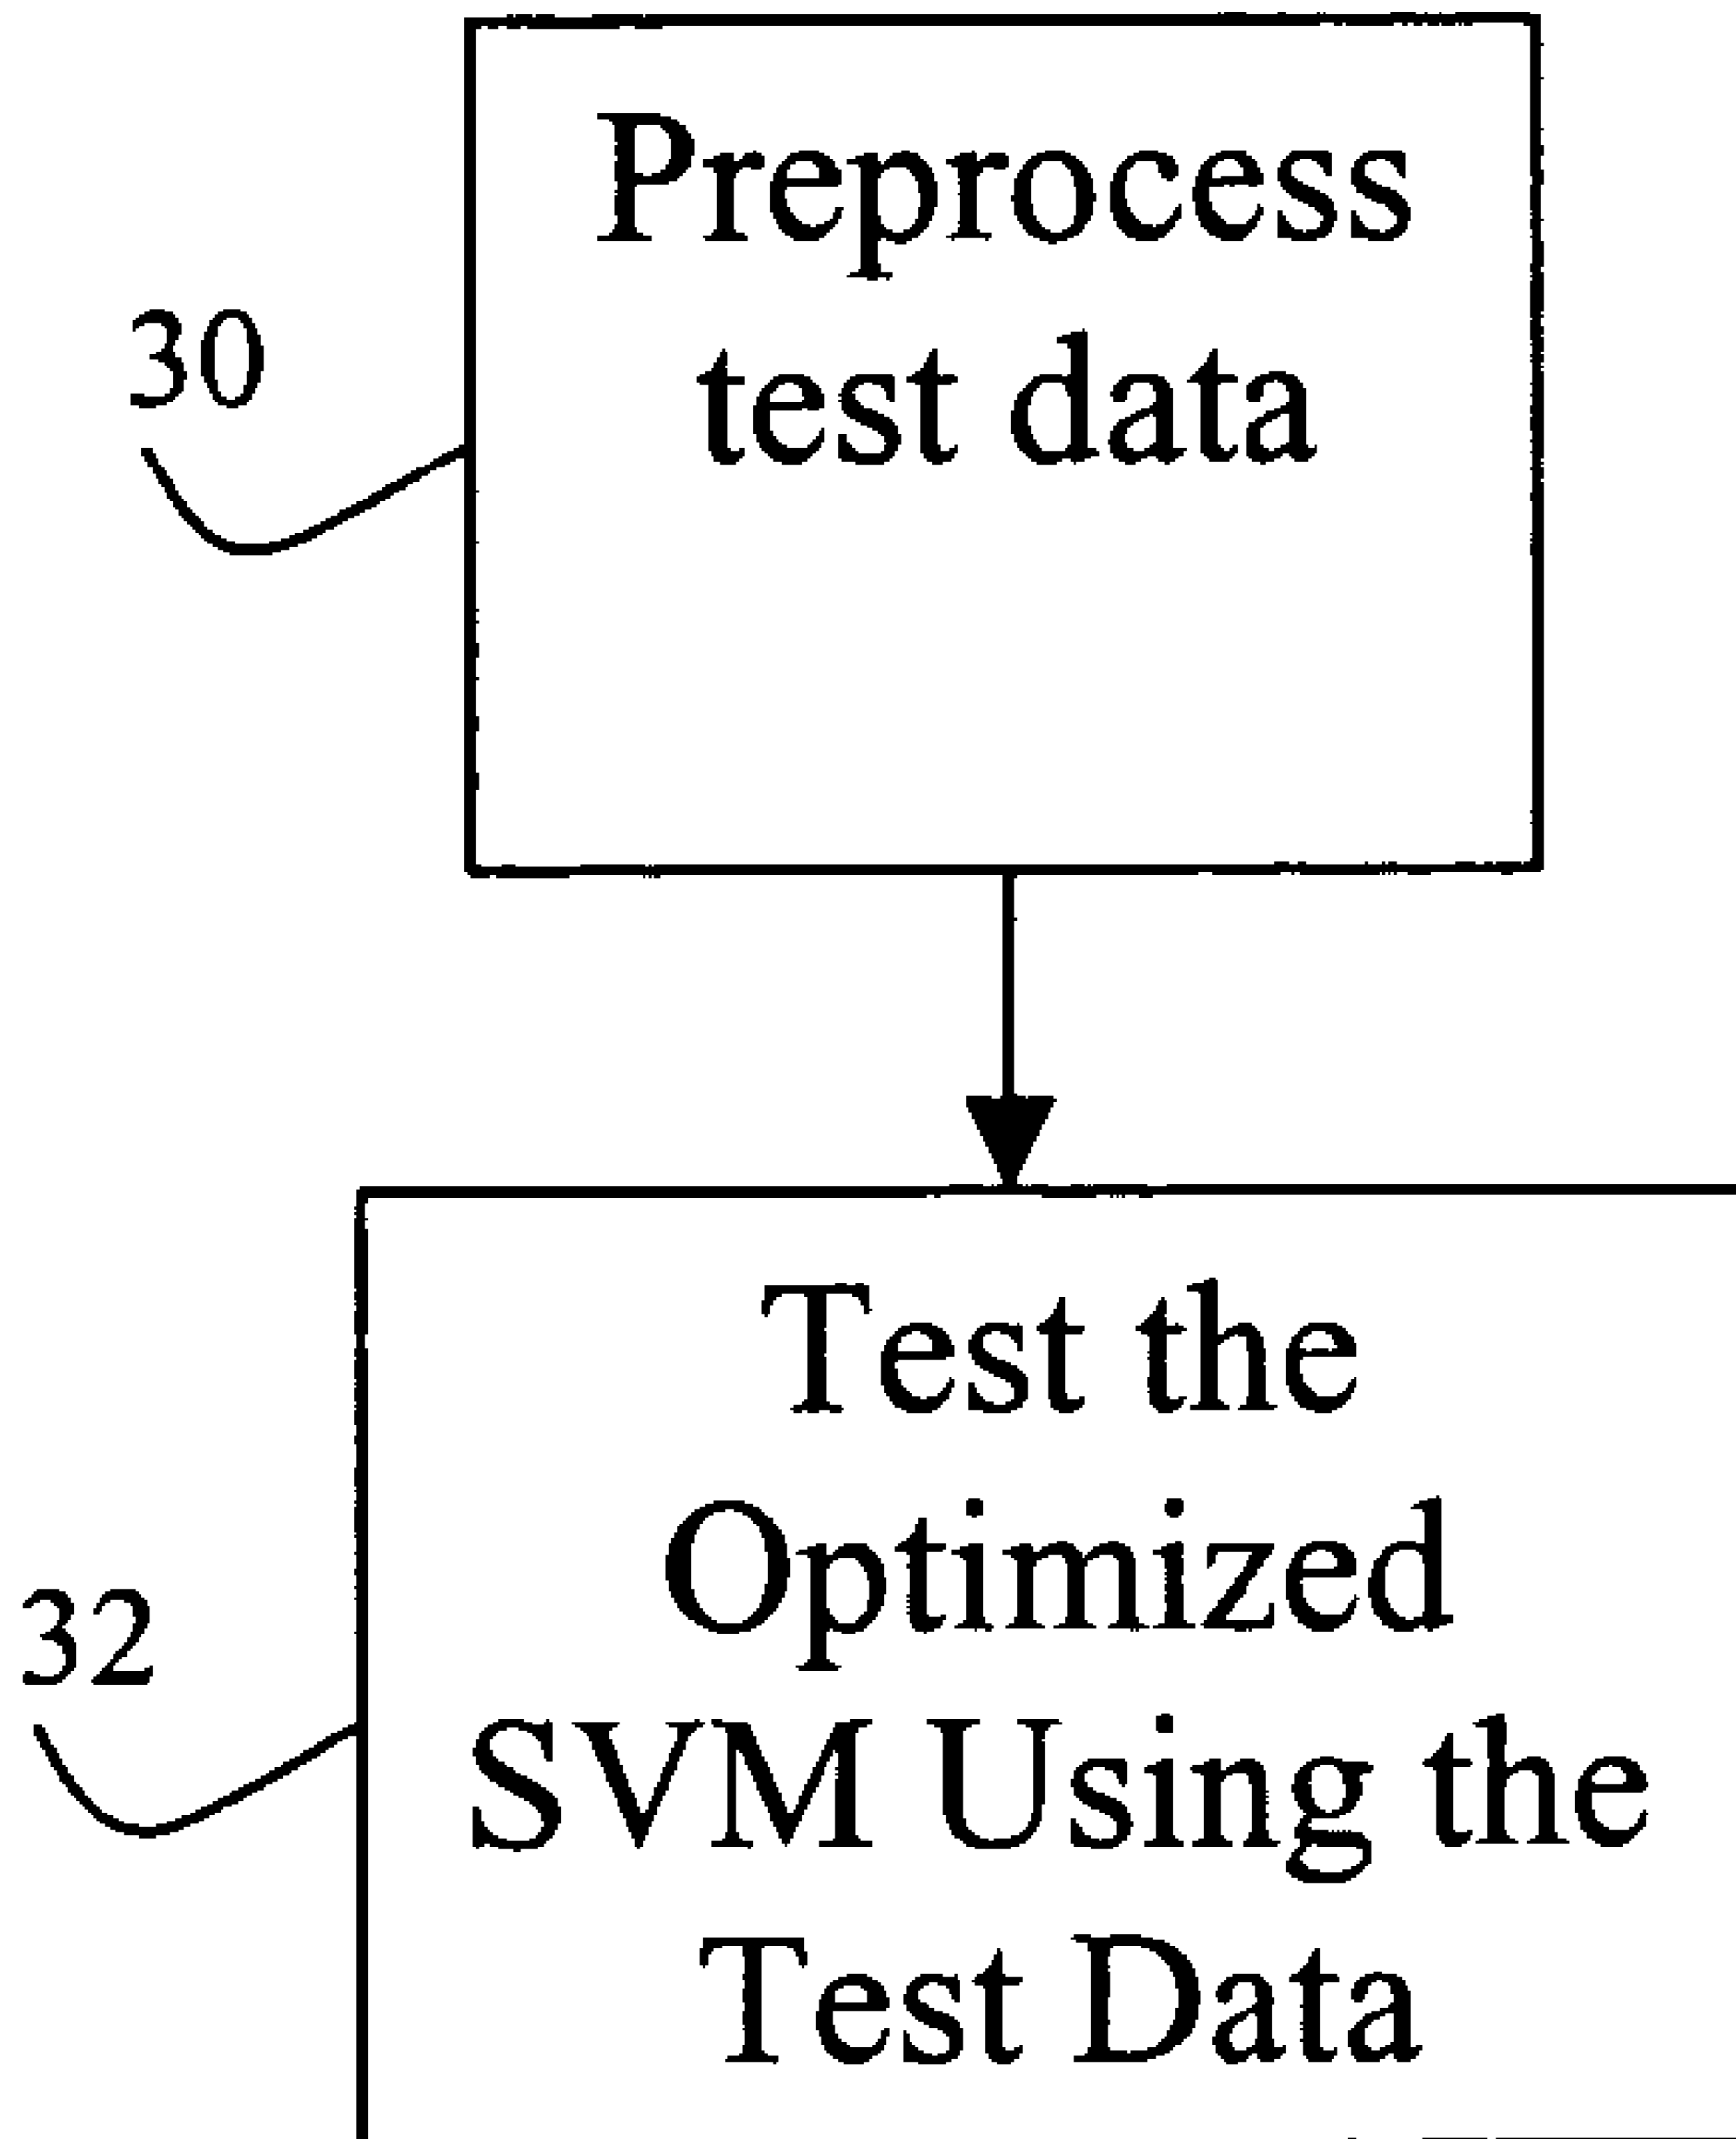 Preprocess
test data
30
Test the
Optimized
SVM Using the
Test Data
32